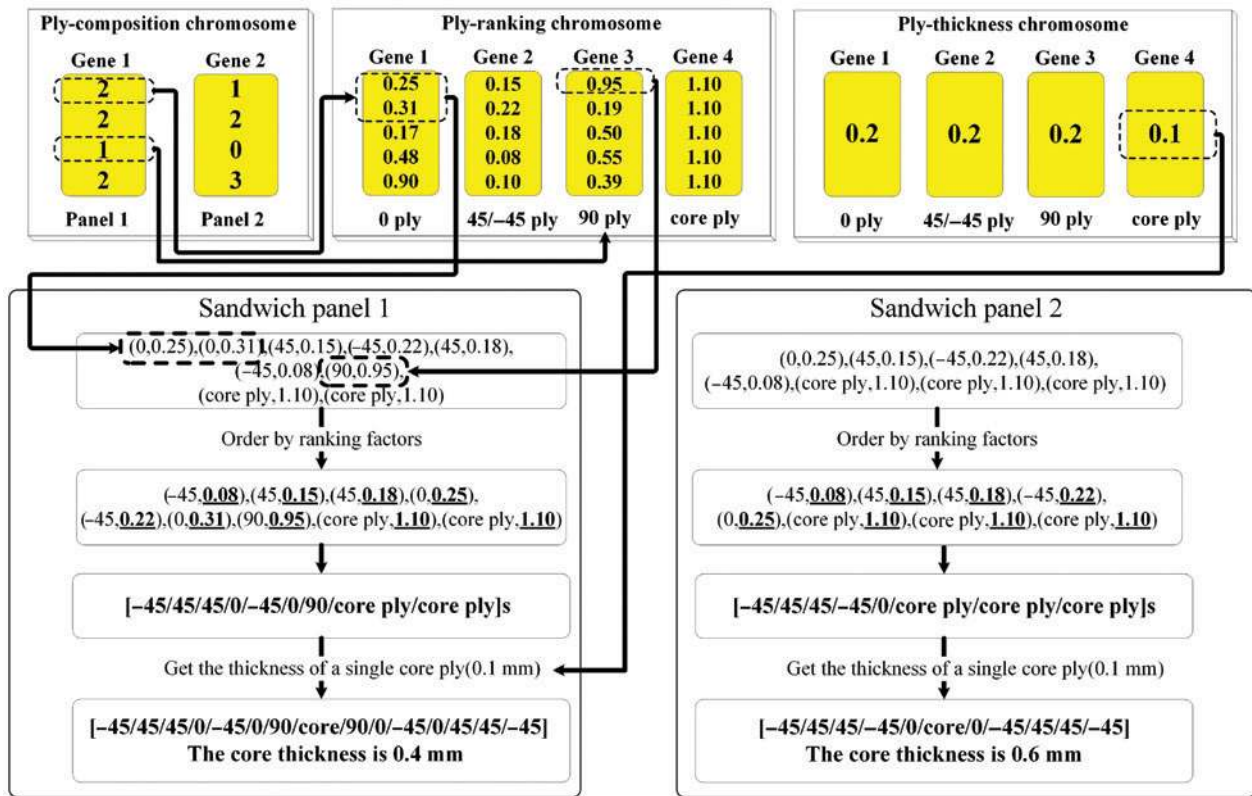 Ply-composition chromosome
Gene 1 Gene 2
2 1
2 2
1 0
2 3
Panel 1 Panel 2
Ply-ranking chromosome
Gene 1 Gene 2 Gene 3 Gene 4
0.25 0.15 0.95 1.10
0.31 0.22 0.19 1.10
0.17 0.18 0.50 1.10
0.48 0.08 0.55 1.10
0.90 0.10 0.39 1.10
0 ply 45/−45 ply 90 ply core ply
Ply-thickness chromosome
Gene 1 Gene 2 Gene 3 Gene 4
0.2 0.2 0.2 0.1
0 ply 45/−45 ply 90 ply core ply
Sandwich panel 1
(0,0.25),(0,0.31),(45,0.15),(−45,0.22),(45,0.18),
(−45,0.08),(90,0.95),
(core ply,1.10),(core ply,1.10)
Order by ranking factors
(−45,0.08),(45,0.15),(45,0.18),(0,0.25),
(−45,0.22),(0,0.31),(90,0.95),(core ply,1.10),(core ply,1.10)
[−45/45/45/0/−45/0/90/core ply/core ply]s
Get the thickness of a single core ply(0.1 mm)
[−45/45/45/0/−45/0/90/core/90/0/−45/0/45/45/−45]
The core thickness is 0.4 mm
Sandwich panel 2
(0,0.25),(45,0.15),(−45,0.22),(45,0.18),
(−45,0.08),(core ply,1.10),(core ply,1.10),(core ply,1.10)
Order by ranking factors
(−45,0.08),(45,0.15),(45,0.18),(−45,0.22),
(0,0.25),(core ply,1.10),(core ply,1.10),(core ply,1.10)
[−45/45/45/−45/0/core ply/core ply/core ply]s
Get the thickness of a single core ply(0.1 mm)
[−45/45/45/−45/0/core/0/−45/45/45/−45]
The core thickness is 0.6 mm